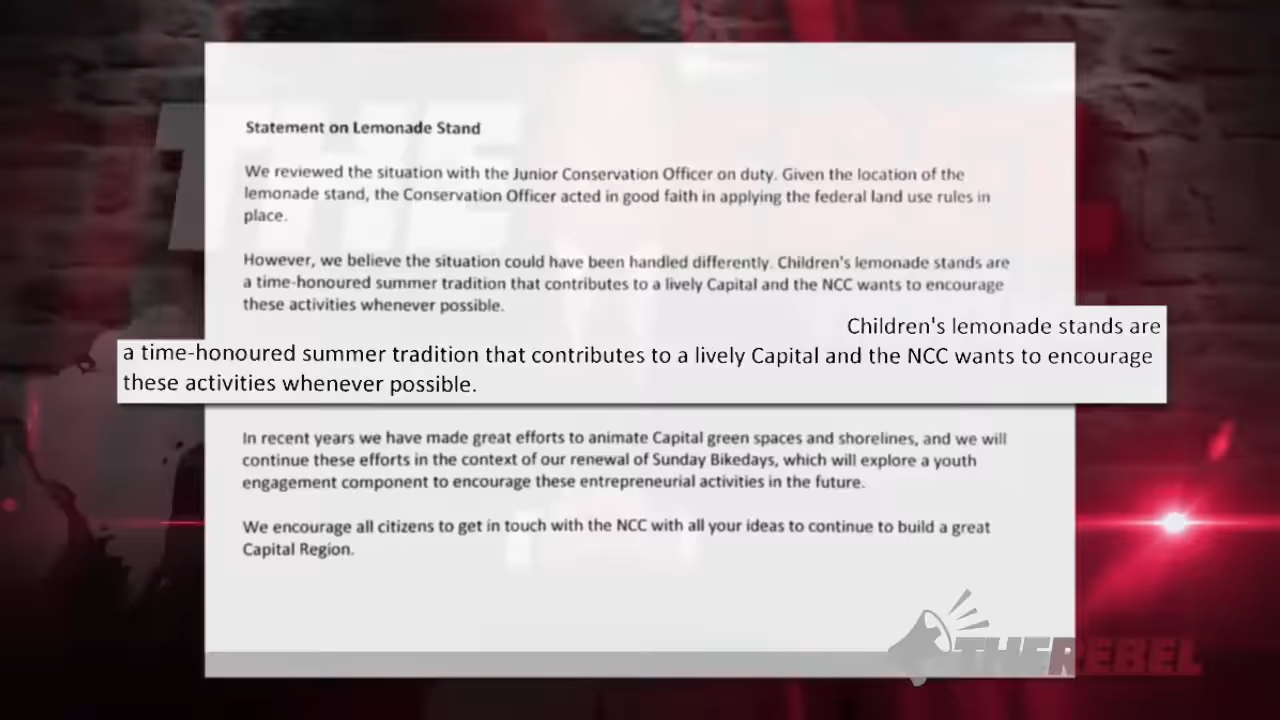 Statement on Lemonade Stand
We reviewed the situation with the Junior Conservation Officer on duty. Given the location of the
lemonade stand, the Conservation Officer acted in good faith in applying the federal land use rules in
place.
However, we believe the situation could have been handled differently. Children's lemonade stands are
a time-honoured summer tradition that contributes to a lively Capital and the NCC wants to encourage
these activities whenever possible.
Children's lemonade stands are
a time-honoured summer tradition that contributes to a lively Capital and the NCC wants to encourage
these activities whenever possible.
In recent years we have made great efforts to animate Capital green spaces and shorelines, and we will
continue these efforts in the context of our renewal of Sunday Bikedays, which will explore a youth
engagement component to encourage these entrepreneurial activities in the future.
We encourage all citizens to get in touch with the NCC with all your ideas to continue to build a great
Capital Region.
THEREBEL